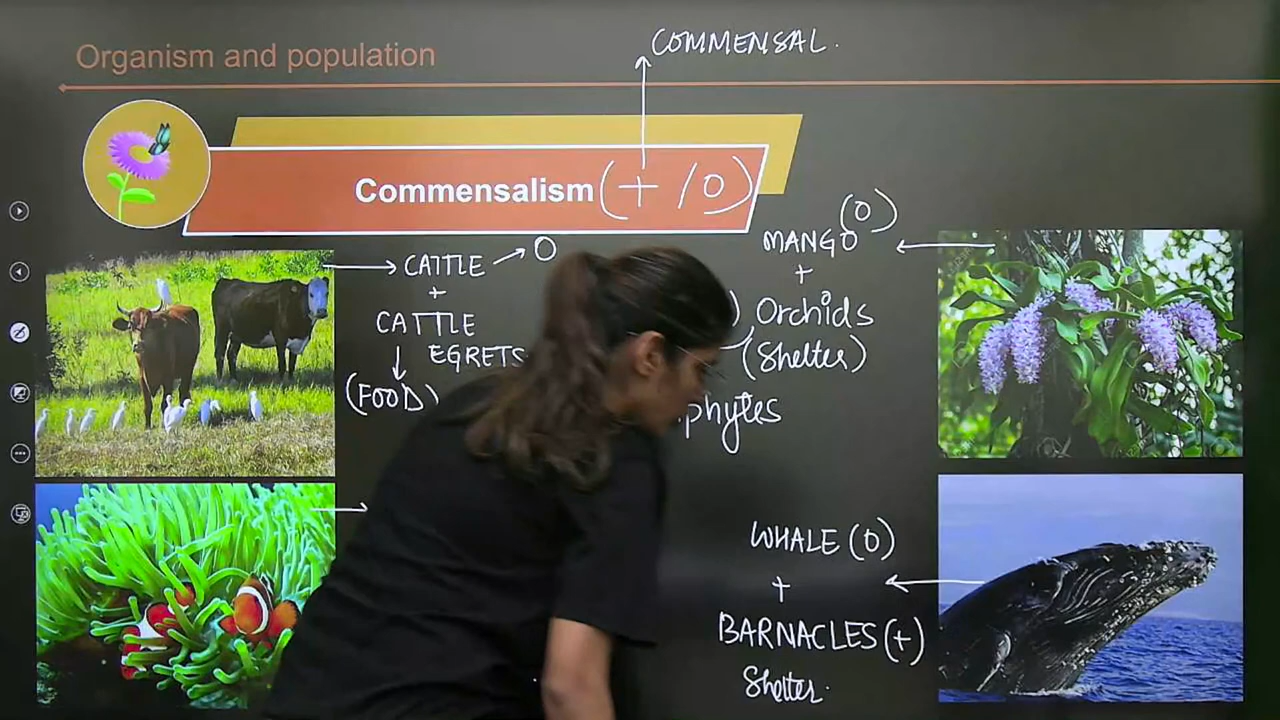 Organism and population
COMMENSAL.
Commensalism (+ / 0)
CATTLE → 0
+
CATTLE
EGRETS
↓
(FOOD)
MANGO (0)
+
Orchids
(Shelter)
WHALE (0)
+
BARNACLES (+)
Shelter.